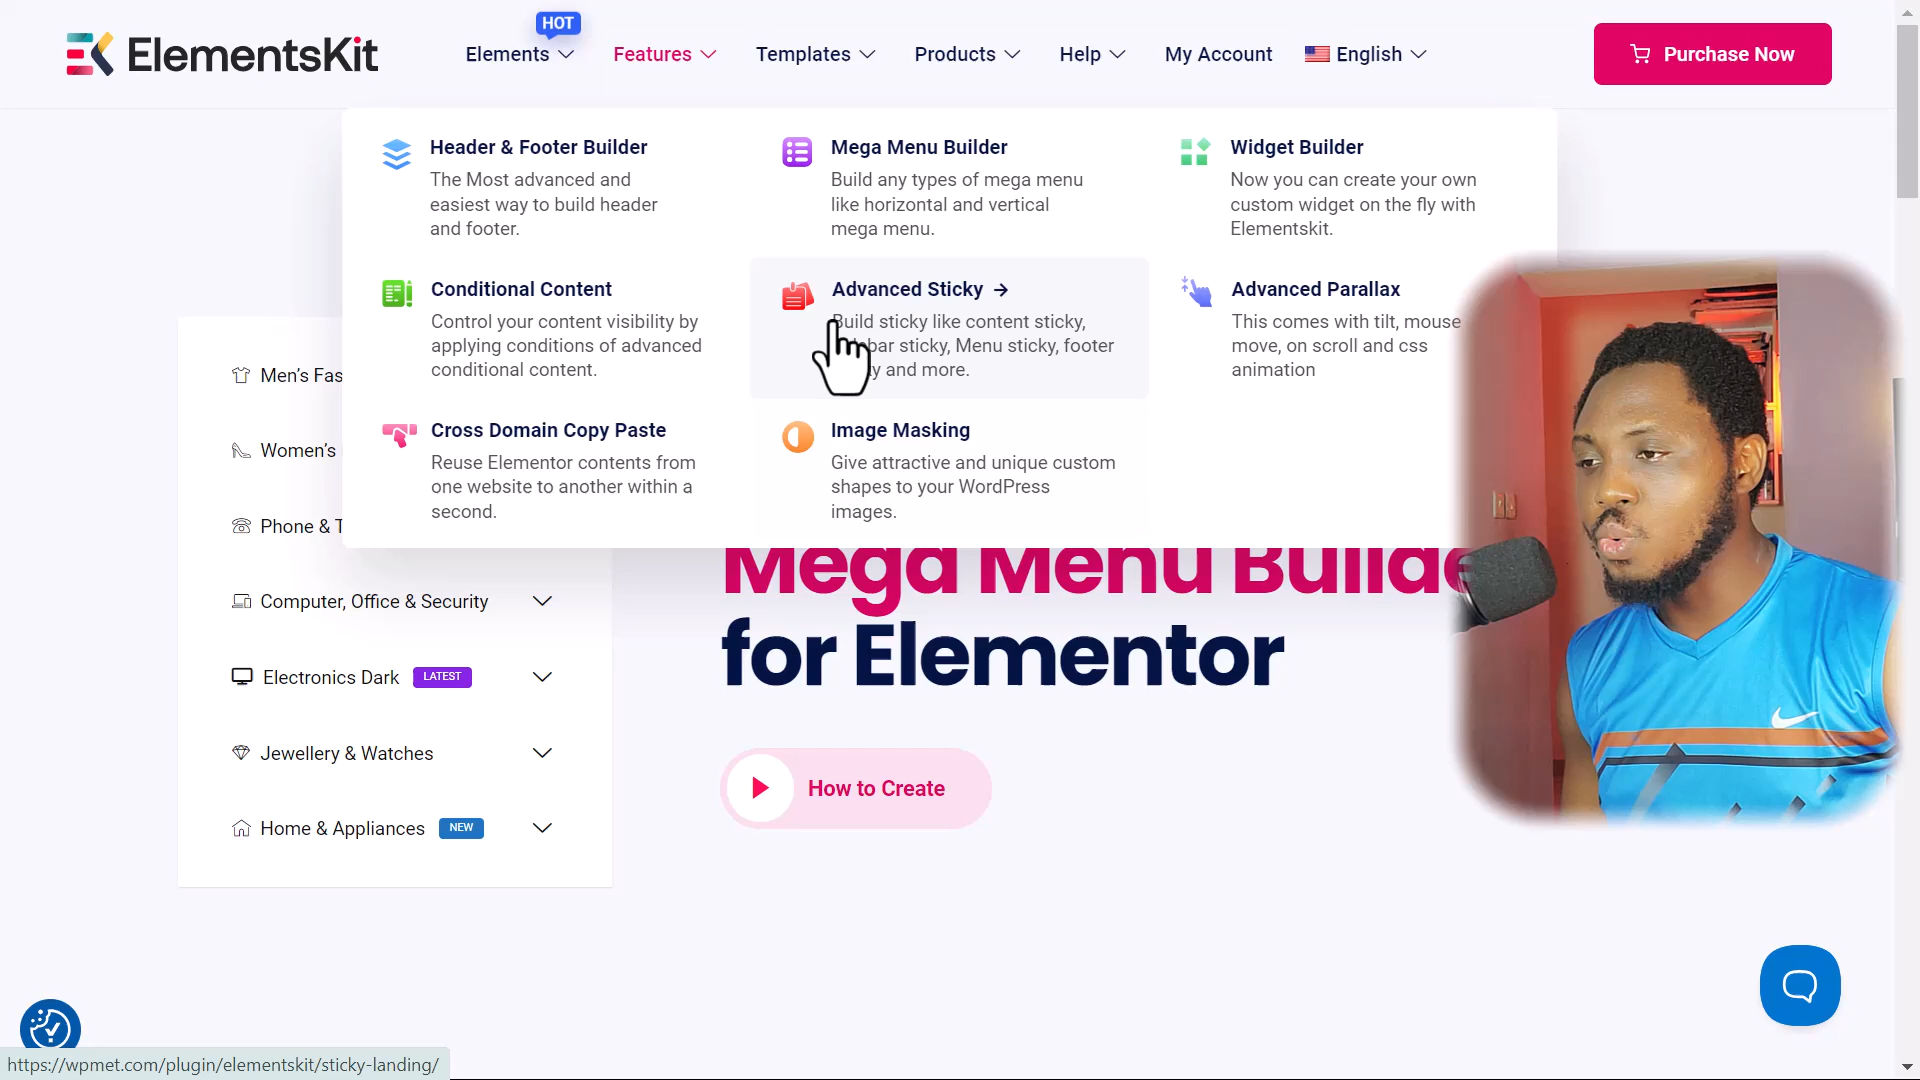 HOT
ElementsKit
Elements
Features
Templates
Products
Help
My Account
English
Purchase Now
Header & Footer Builder
The Most advanced and
easiest way to build header
and footer.
Mega Menu Builder
Build any types of mega menu
like horizontal and vertical
mega menu.
Widget Builder
Now you can create your own
custom widget on the fly with
Elementskit.
Conditional Content
Control your content visibility by
applying conditions of advanced
conditional content.
Advanced Sticky →
Build sticky like content sticky,
bar sticky, Menu sticky, footer
and more.
Advanced Parallax
This comes with tilt, mouse
move, on scroll and css
animation
Cross Domain Copy Paste
Reuse Elementor contents from
one website to another within a
second.
Image Masking
Give attractive and unique custom
shapes to your WordPress
images.
Men’s Fas
Women’s
Phone & T
Computer, Office & Security
Electronics Dark LATEST
Jewellery & Watches
Home & Appliances NEW
Mega Menu Builde
for Elementor
How to Create
https://wpmet.com/plugin/elementskit/sticky-landing/